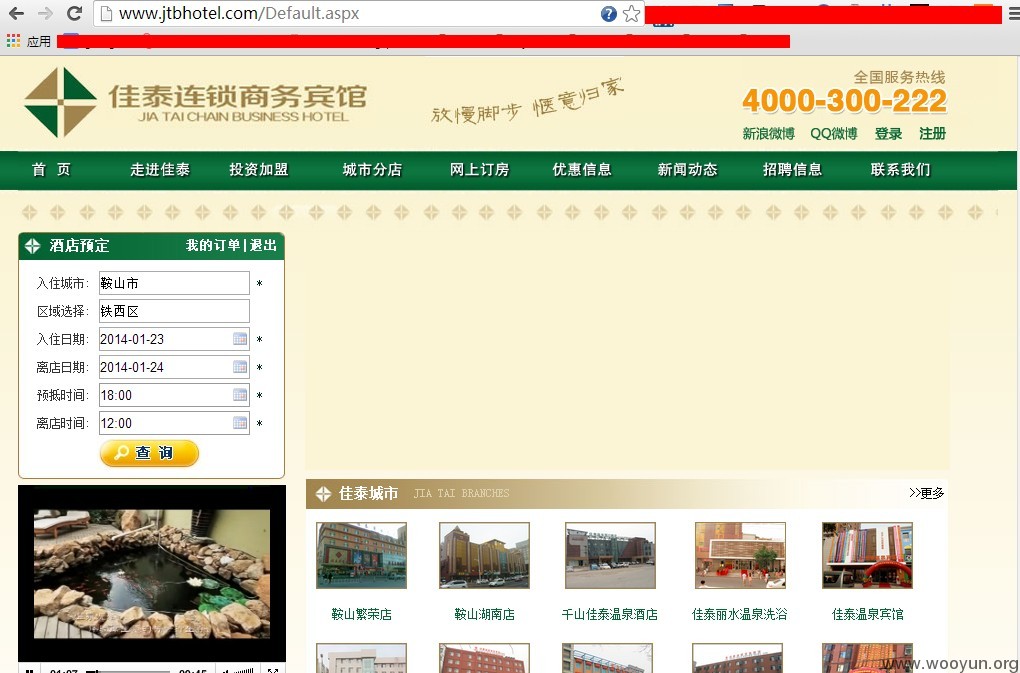 www.jtbhotel.com/Default.aspx
应用
佳泰连锁商务宾馆
JIA TAI CHAIN BUSINESS HOTEL
放慢脚步 惬意归家
全国服务热线
4000-300-222
新浪微博 QQ微博 登录 注册
首 页 走进佳泰 投资加盟 城市分店 网上订房 优惠信息 新闻动态 招聘信息 联系我们
酒店预定 我的订单 | 退出
入住城市: 鞍山市 *
区域选择: 铁西区
入住日期: 2014-01-23 *
离店日期: 2014-01-24 *
预抵时间: 18:00 *
离店时间: 12:00 *
查 询
佳泰城市 JIA TAI BRANCHES >>更多
鞍山繁荣店 鞍山湖南店 千山佳泰温泉酒店 佳泰丽水温泉洗浴 佳泰温泉宾馆
www.wooyun.org